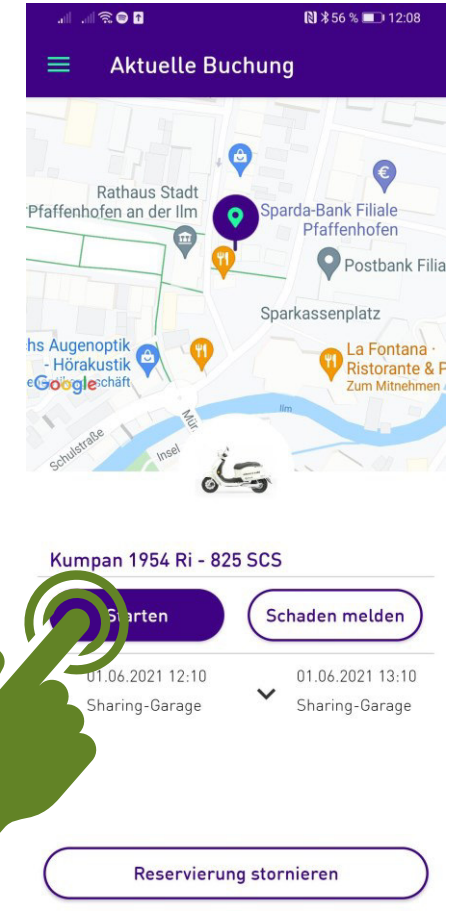 56 % 12:08
Aktuelle Buchung
Rathaus Stadt
Pfaffenhofen an der Ilm
Sparda-Bank Filiale
Pfaffenhofen
Postbank Filia
Sparkassenplatz
hs Augenoptik
- Hörakustik
Google
schäft
La Fontana -
Ristorante & P
Zum Mitnehmen
Ilm
Schulstraße
Insel
Mür
Kumpan 1954 Ri - 825 SCS
Starten
Schaden melden
01.06.2021 12:10
01.06.2021 13:10
Sharing-Garage
Sharing-Garage
Reservierung stornieren